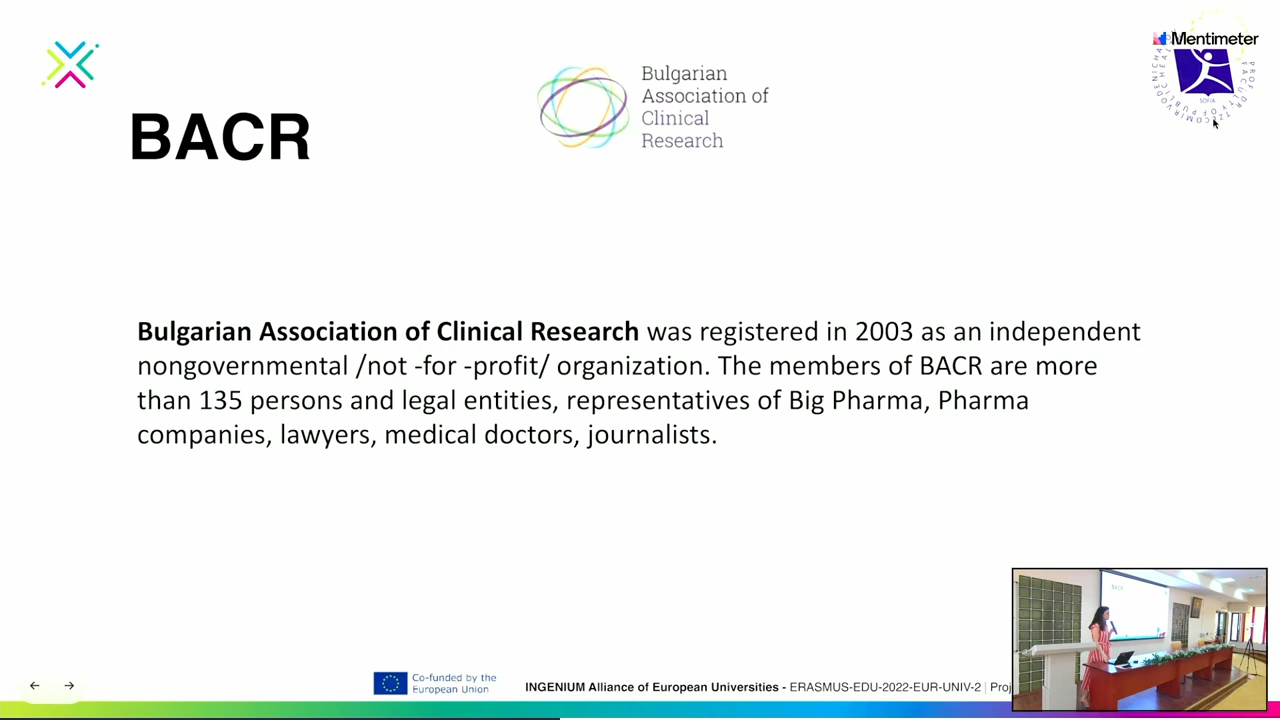 Mentimeter
Bulgarian
Association of
Clinical
Research
BACR
SOFIA
Bulgarian Association of Clinical Research was registered in 2003 as an independent
nongovernmental /not -for -profit/ organization. The members of BACR are more
than 135 persons and legal entities, representatives of Big Pharma, Pharma
companies, lawyers, medical doctors, journalists.
BACR
Co-funded by the
European Union
INGENIUM Alliance of European Universities - ERASMUS-EDU-2022-EUR-UNIV-2 | Proj